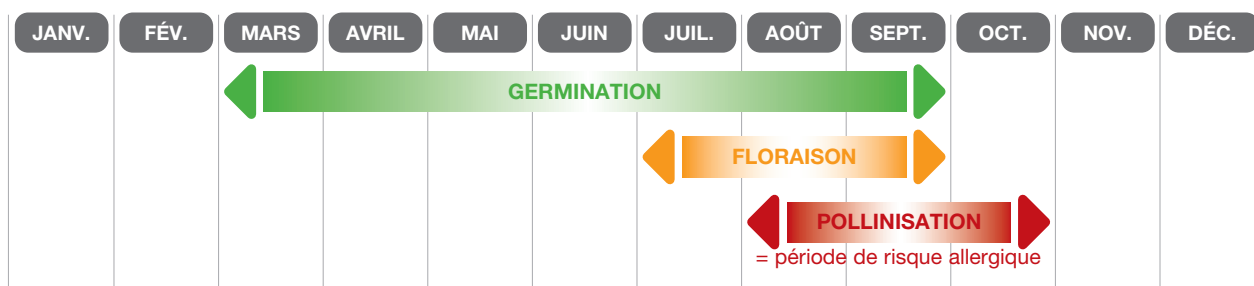 JANV. FÉV. MARS AVRIL MAI JUIN JUIL. AOÛT SEPT. OCT. NOV. DÉC.
GERMINATION
FLORAISON
POLLINISATION
= période de risque allergique